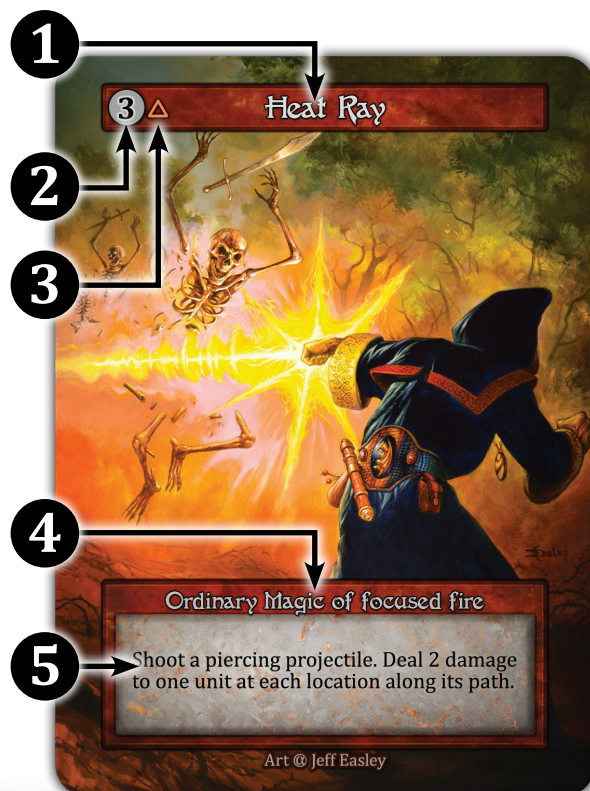 1
3 Heat Ray
2
3
4
Ordinary Magic of focused fire
5
Shoot a piercing projectile. Deal 2 damage
to one unit at each location along its path.
Easley
Art @ Jeff Easley